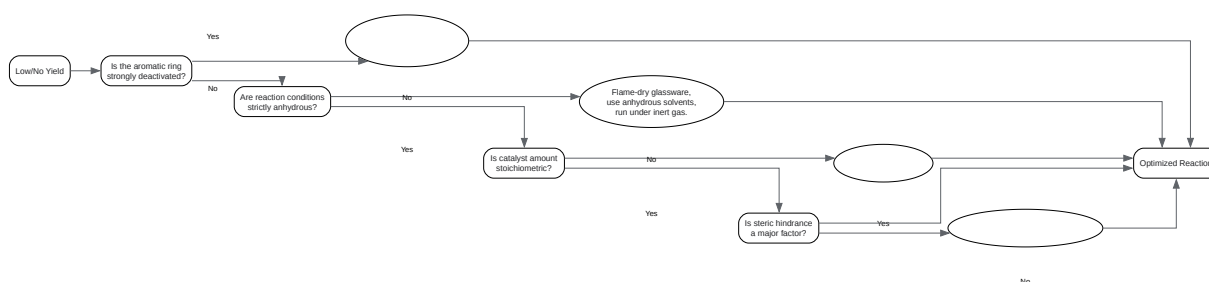 Yes
Low/No Yield
Is the aromatic ring
strongly deactivated?
No
Are reaction conditions
strictly anhydrous?
No
Flame-dry glassware,
use anhydrous solvents,
run under inert gas.
Yes
Is catalyst amount
stoichiometric?
No
Optimized Reaction
Yes
Is steric hindrance
a major factor?
Yes
No